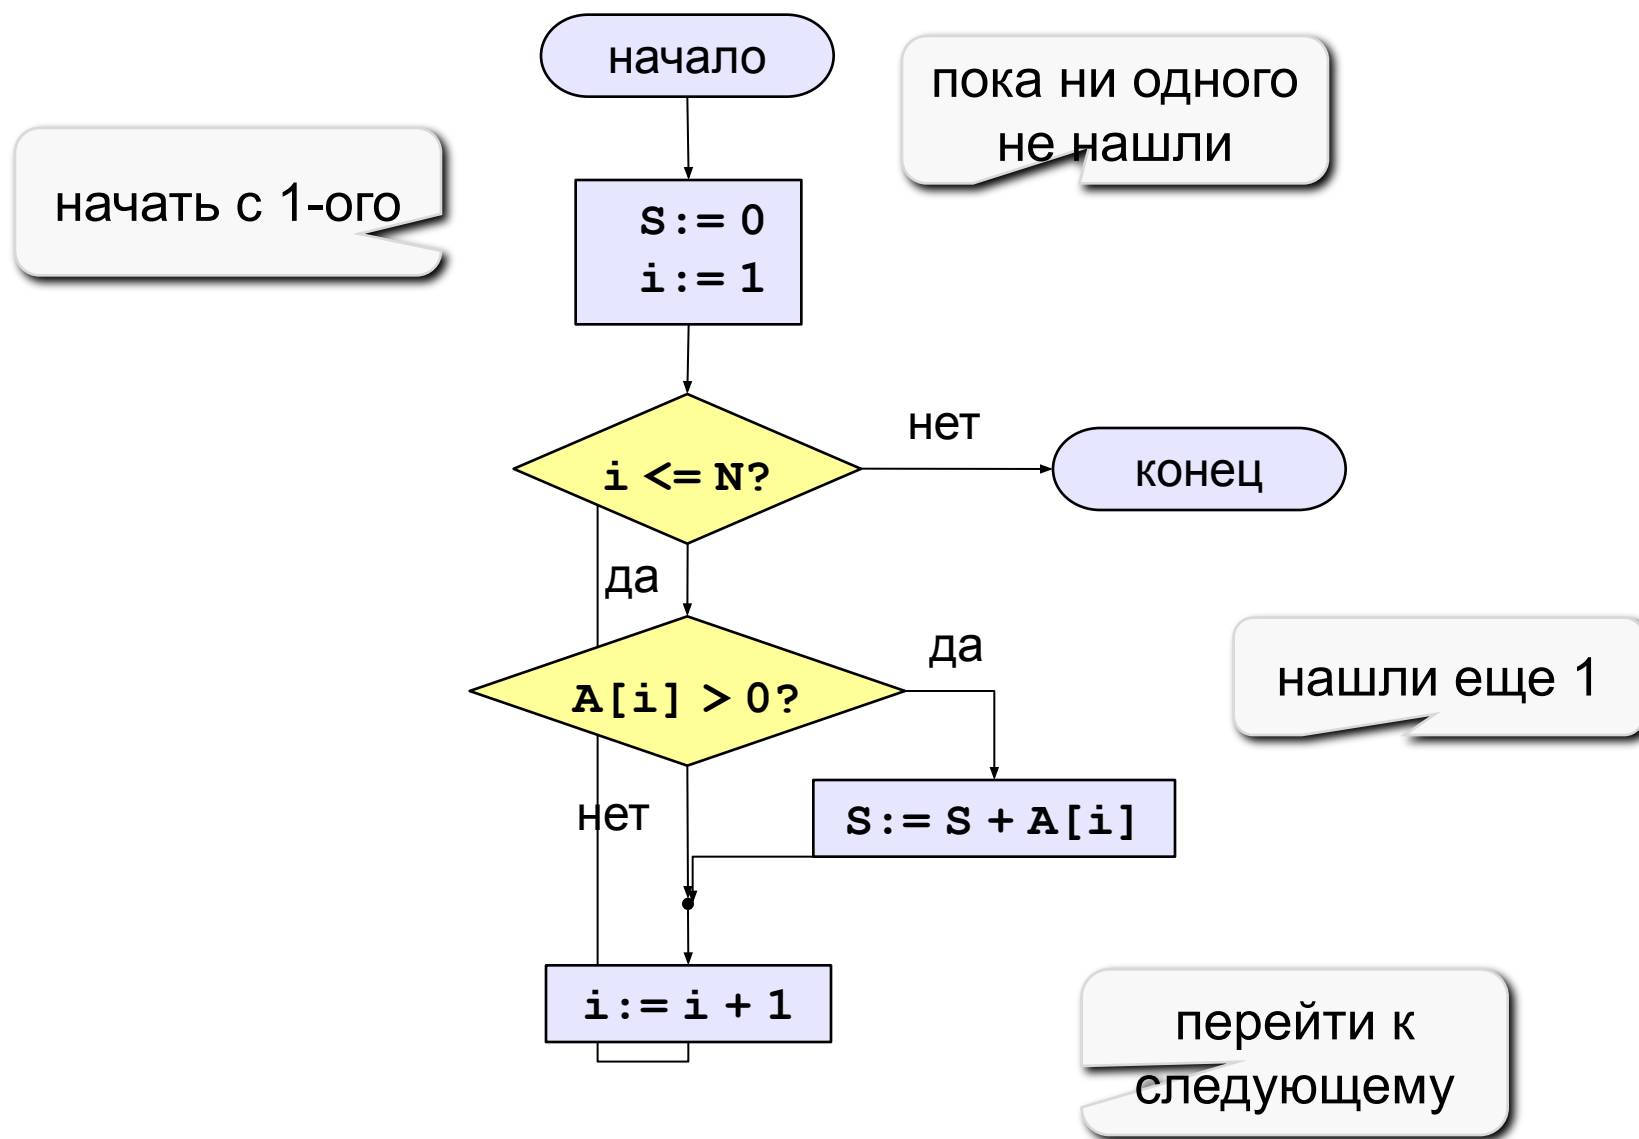 начало
пока ни одного
не нашли
начать с 1-ого
S:= 0
i:= 1
нет
i <= N?
конец
да
да
A[i] > 0?
нашли еще 1
нет
S:= S + A[i]
i:= i + 1
перейти к
следующему